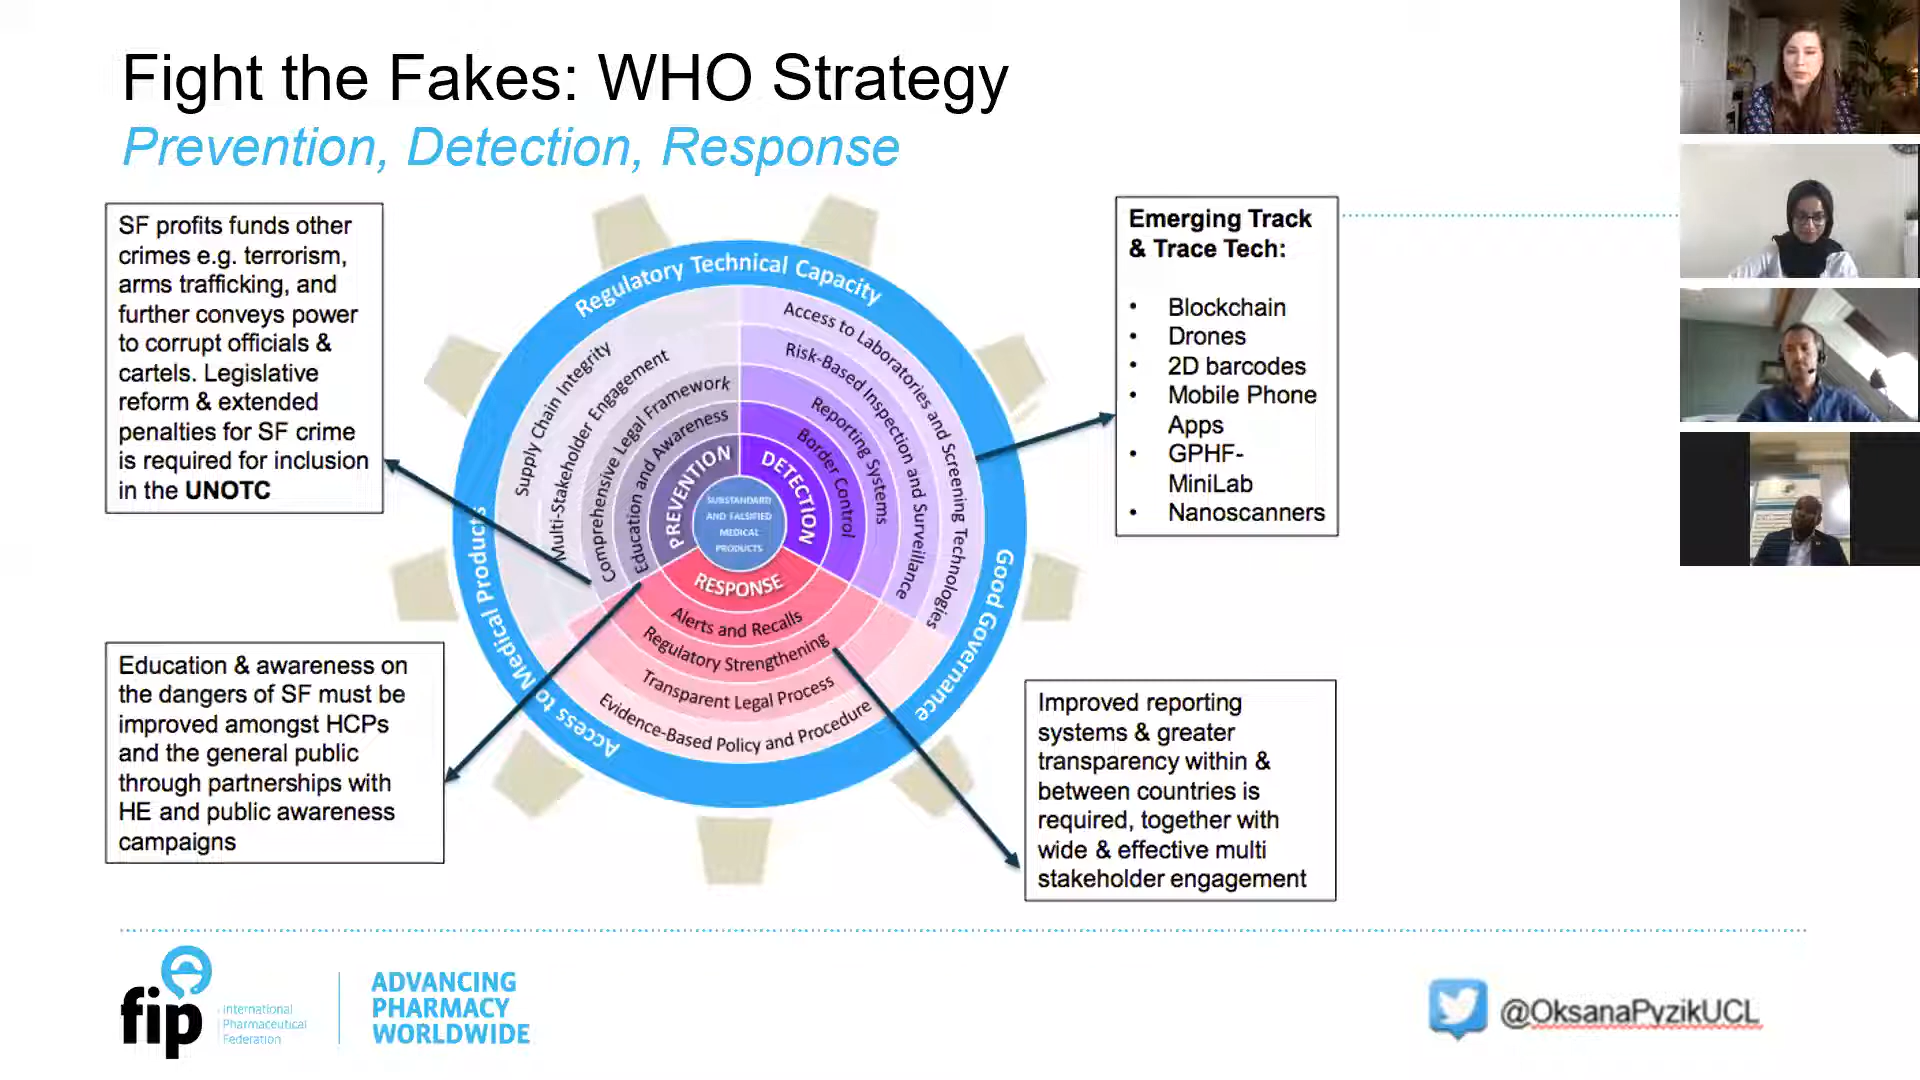 Fight the Fakes: WHO Strategy
Prevention, Detection, Response
SF profits funds other
crimes e.g. terrorism,
arms trafficking, and
further conveys power
to corrupt officials &
cartels. Legislative
reform & extended
penalties for SF crime
is required for inclusion
in the UNOTC
Education & awareness on
the dangers of SF must be
improved amongst HCPs
and the general public
through partnerships with
HE and public awareness
campaigns
Regulatory Technical Capacity
Good Governance
Access to Medical Products
Supply Chain Integrity
Multi-Stakeholder Engagement
Comprehensive Legal Framework
Education and Awareness
PREVENTION
Access to Laboratories and Screening Technologies
Risk-Based Inspection and Surveillance
Reporting Systems
Border Control
DETECTION
SUBSTANDARD
AND FALSIFIED
MEDICAL
PRODUCTS
RESPONSE
Alerts and Recalls
Regulatory Strengthening
Transparent Legal Process
Evidence-Based Policy and Procedure
Emerging Track
& Trace Tech:
• Blockchain
• Drones
• 2D barcodes
• Mobile Phone
Apps
• GPHF-
MiniLab
• Nanoscanners
Improved reporting
systems & greater
transparency within &
between countries is
required, together with
wide & effective multi
stakeholder engagement
fip
International
Pharmaceutical
Federation
ADVANCING
PHARMACY
WORLDWIDE
@OksanaPyzikUCL